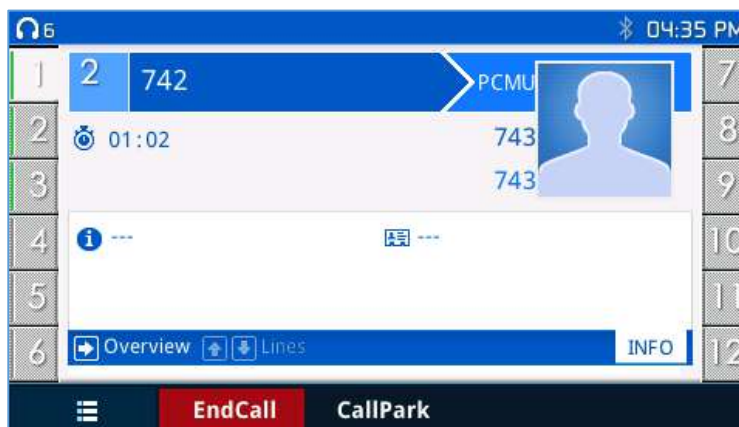 6 04:35 PM
1 2 742 PCMU 7
2 01:02 743 8
3 743 9
4 --- --- 10
5 11
6 Overview Lines INFO 12
EndCall CallPark